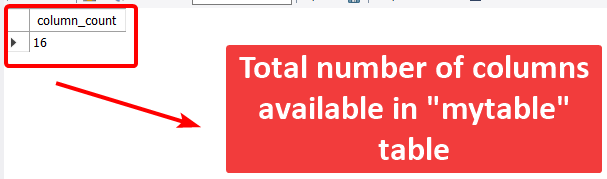 column_count
16
Total number of columns
available in "mytable"
table